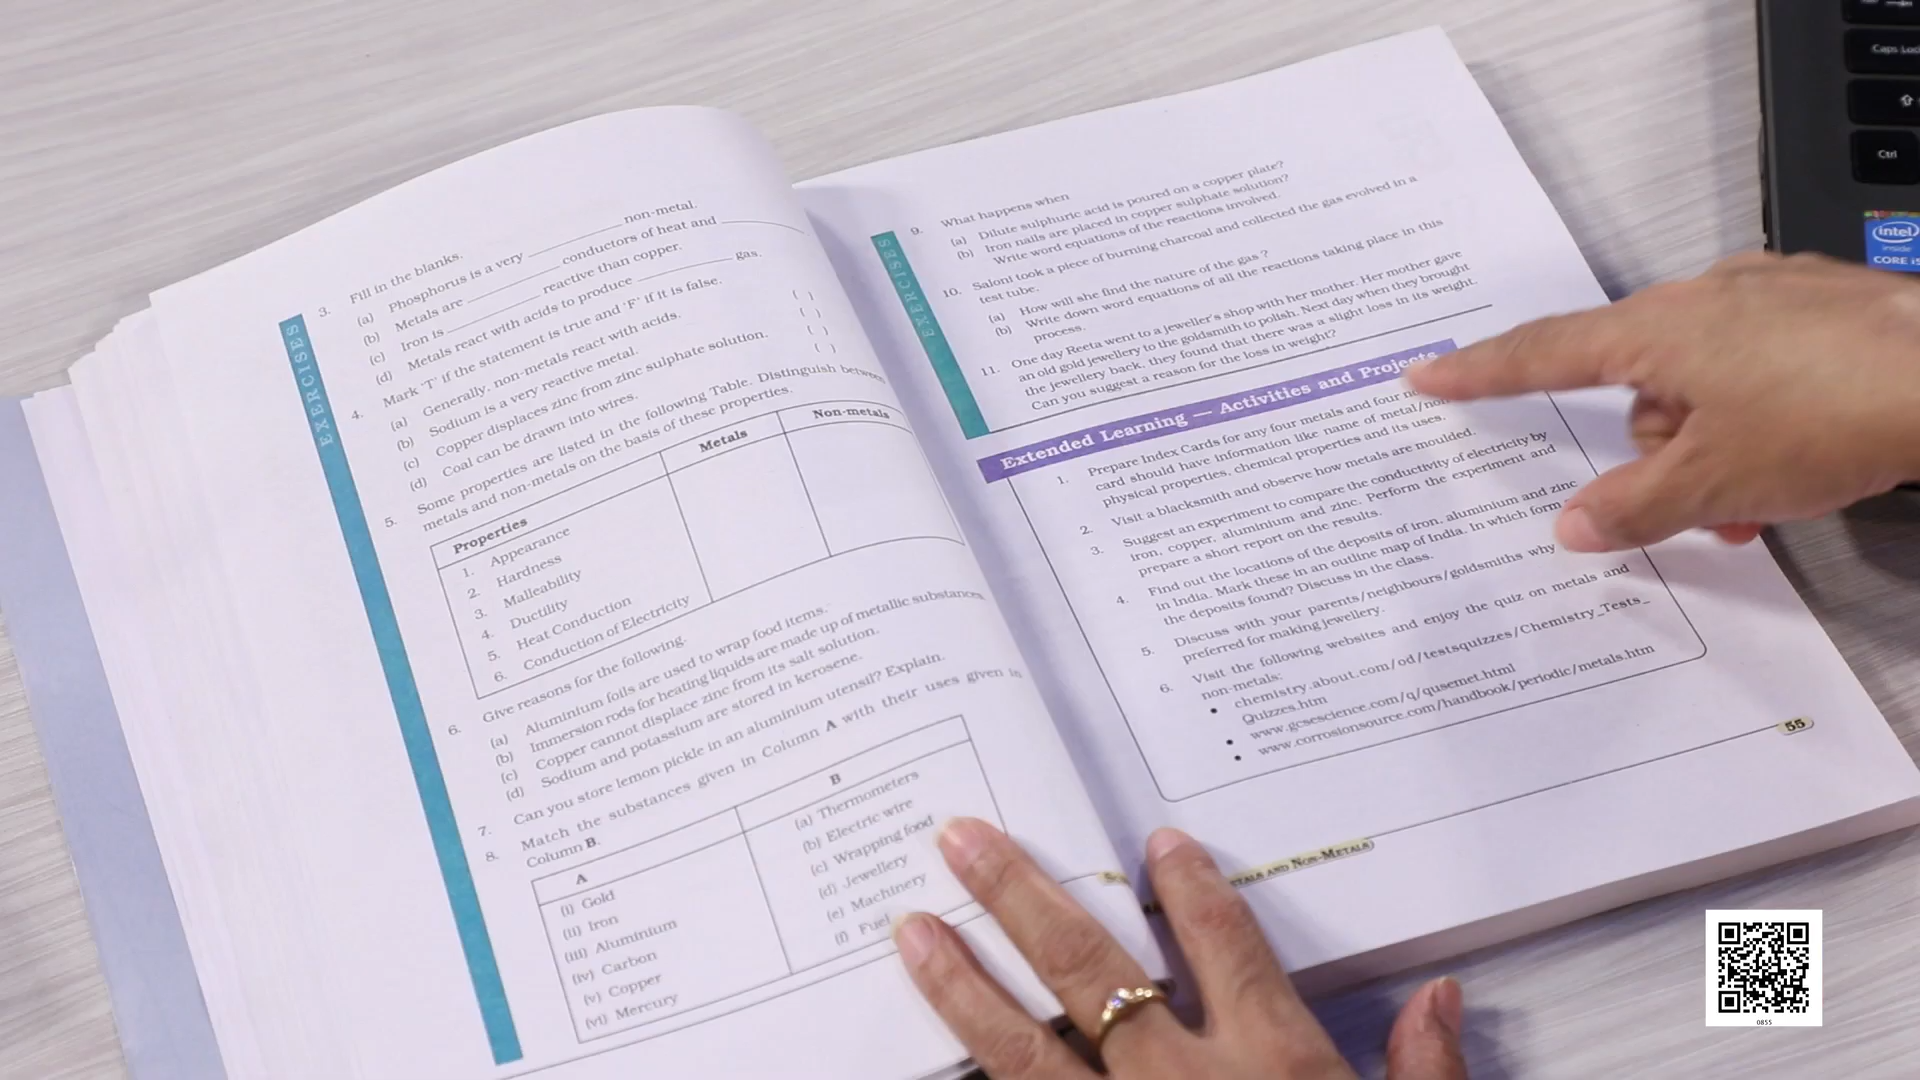 EXERCISES
3. Fill in the blanks.
(a) Phosphorus is a very ________ non-metal.
(b) Metals are ________ conductors of heat and ________
(c) Iron is ________ reactive than copper.
(d) Metals react with acids to produce ________ gas.
4. Mark 'T' if the statement is true and 'F' if it is false.
(a) Generally, non-metals react with acids. ( )
(b) Sodium is a very reactive metal. ( )
(c) Copper displaces zinc from zinc sulphate solution. ( )
(d) Coal can be drawn into wires. ( )
5. Some properties are listed in the following Table. Distinguish between
metals and non-metals on the basis of these properties.
Properties Metals Non-metals
1. Appearance
2. Hardness
3. Malleability
4. Ductility
5. Heat Conduction
6. Conduction of Electricity
6. Give reasons for the following.
(a) Aluminium foils are used to wrap food items.
(b) Immersion rods for heating liquids are made up of metallic substances.
(c) Copper cannot displace zinc from its salt solution.
(d) Sodium and potassium are stored in kerosene.
7. Can you store lemon pickle in an aluminium utensil? Explain.
8. Match the substances given in Column A with their uses given in
Column B.
A B
(i) Gold (a) Thermometers
(ii) Iron (b) Electric wire
(iii) Aluminium (c) Wrapping food
(iv) Carbon (d) Jewellery
(v) Copper (e) Machinery
(vi) Mercury (f) Fuel
EXERCISES
9. What happens when
(a) Dilute sulphuric acid is poured on a copper plate?
(b) Iron nails are placed in copper sulphate solution?
Write word equations of the reactions involved.
10. Saloni took a piece of burning charcoal and collected the gas evolved in a
test tube.
(a) How will she find the nature of the gas ?
(b) Write down word equations of all the reactions taking place in this
process.
11. One day Reeta went to a jeweller's shop with her mother. Her mother gave
an old gold jewellery to the goldsmith to polish. Next day when they brought
the jewellery back, they found that there was a slight loss in its weight.
Can you suggest a reason for the loss in weight?
Extended Learning — Activities and Projects
1. Prepare Index Cards for any four metals and four
card should have information like name of metal/non-
physical properties, chemical properties and its uses.
2. Visit a blacksmith and observe how metals are moulded.
3. Suggest an experiment to compare the conductivity of electricity by
iron, copper, aluminium and zinc. Perform the experiment and
prepare a short report on the results.
4. Find out the locations of the deposits of iron, aluminium and zinc
in India. Mark these in an outline map of India. In which form
the deposits found? Discuss in the class.
5. Discuss with your parents/neighbours/goldsmiths why
preferred for making jewellery.
6. Visit the following websites and enjoy the quiz on metals and
non-metals:
• chemistry.about.com/od/testsquizzes/Chemistry_Tests_
Quizzes.htm
• www.gcsescience.com/q/qusemet.html
• www.corrosionsource.com/handbook/periodic/metals.htm
55
AND NON-METALS
Caps Loc
Ctrl
intel
inside
CORE i5
0855